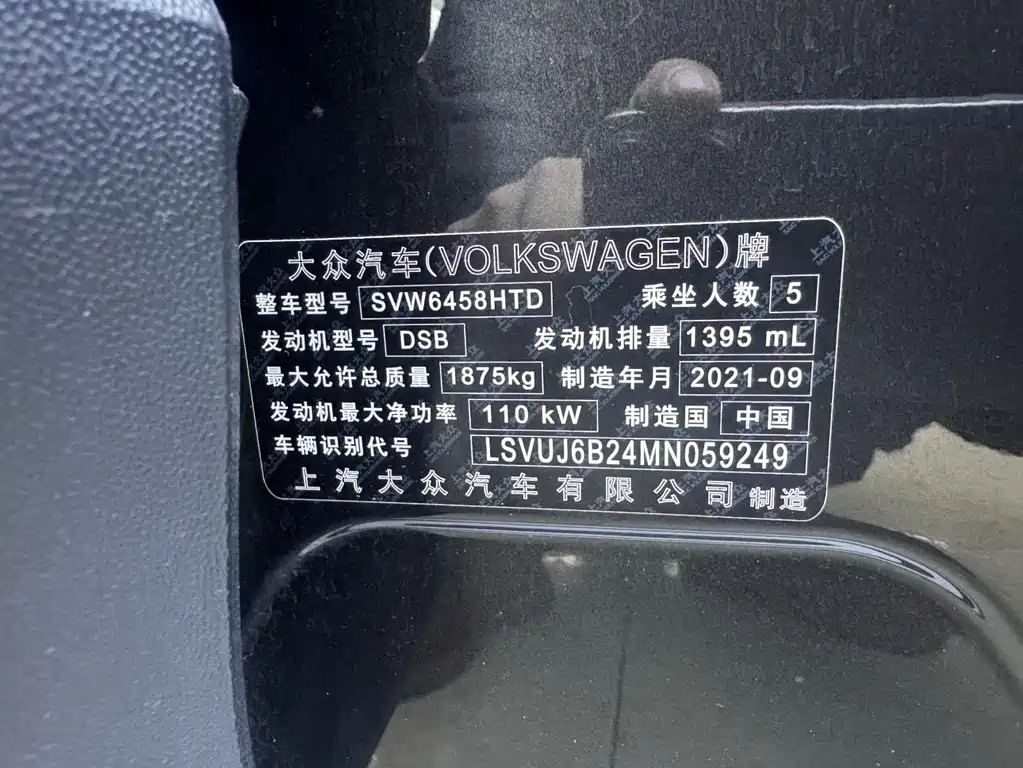 大众汽车(VOLKSWAGEN)牌
整车型号 SVW6458HTD 乘坐人数 5
发动机型号 DSB 发动机排量 1395 mL
最大允许总质量 1875kg 制造年月 2021-09
发动机最大净功率 110 kW 制造国 中国
车辆识别代号 LSVUJ6B24MN059249
上汽大众汽车有限公司 制造